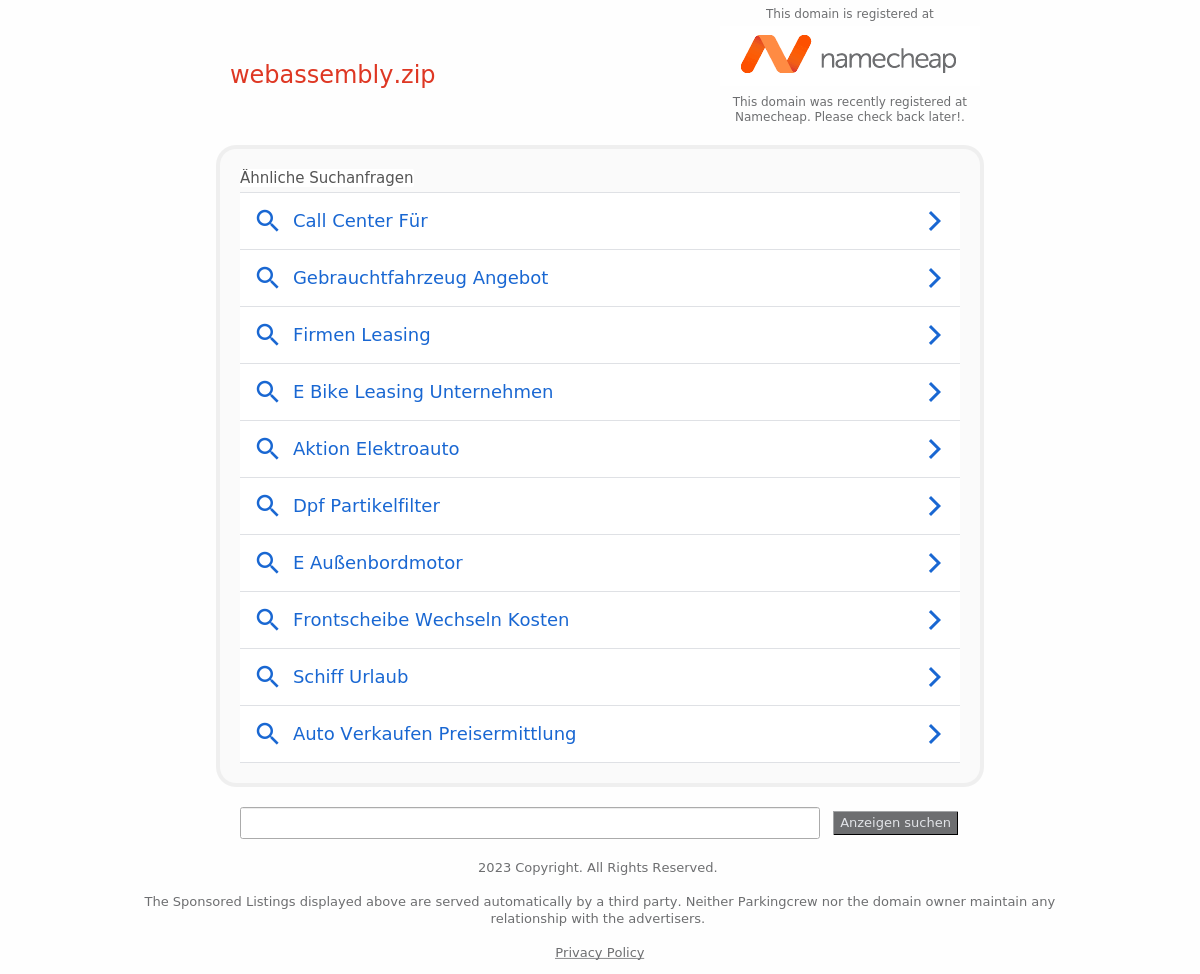 This domain is registered at
namecheap
webassembly.zip
This domain was recently registered at
Namecheap. Please check back later!.
Ähnliche Suchanfragen
Call Center Für
Gebrauchtfahrzeug Angebot
Firmen Leasing
E Bike Leasing Unternehmen
Aktion Elektroauto
Dpf Partikelfilter
E Außenbordmotor
Frontscheibe Wechseln Kosten
Schiff Urlaub
Auto Verkaufen Preisermittlung
Anzeigen suchen
2023 Copyright. All Rights Reserved.
The Sponsored Listings displayed above are served automatically by a third party. Neither Parkingcrew nor the domain owner maintain any
relationship with the advertisers.
Privacy Policy